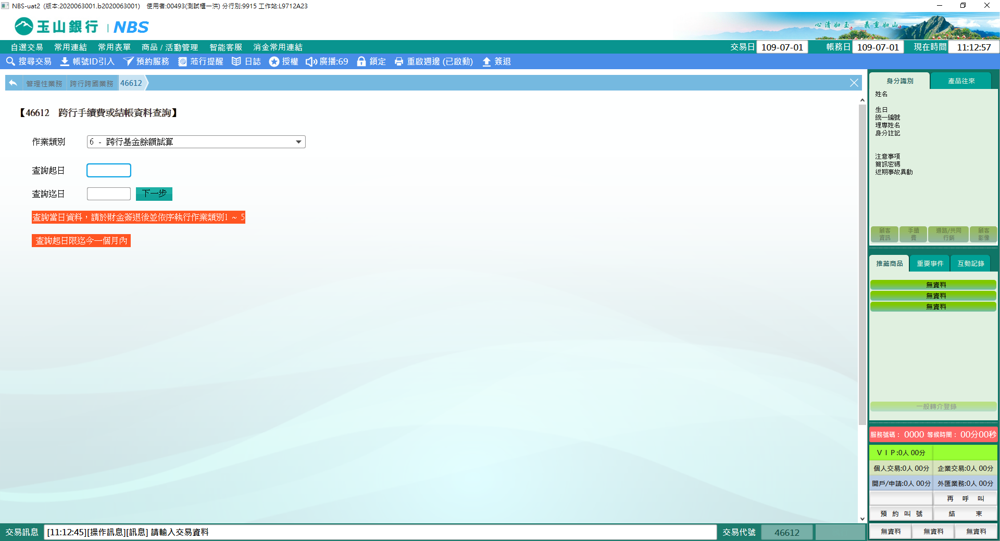 NBS-uat2 (版本:2020063001.b2020063001) 使用者:00493(測試櫃一洪) 分行別:9915 工作站:L9712A23
玉山銀行 | NBS
心清如玉。 義重如山。
自選交易 常用連結 常用表單 商品 / 活動管理 智能客服 消金常用連結 交易日 109-07-01 帳務日 109-07-01 現在時間 11:12:57
搜尋交易 帳號ID引入 預約服務 蒞行提醒 日誌 授權 廣播:69 鎖定 重啟週邊 (已啟動) 簽退
管理性業務 跨行跨國業務 46612
【46612 跨行手續費或結帳資料查詢】
作業類別 6 - 跨行基金餘額試算
查詢起日
查詢迄日 下一步
查詢當日資料，請於財金簽退後並依序執行作業類別1 ~ 5
查詢起日限迄今一個月內
身分識別 產品往來
姓名
生日
統一編號
理專姓名
身分註記
注意事項
簡訊密碼
近期事故異動
顧客資訊 手續費 通路/共同行銷 顧客影像
推薦商品 重要事件 互動記錄
無資料
無資料
無資料
一般轉介登錄
服務號碼： 0000 等候時間： 00分00秒
ＶＩＰ:0人 00分
個人交易:0人 00分 企業交易:0人 00分
開戶/申請:0人 00分 外匯業務:0人 00分
再 呼 叫
預 約 叫 號 結 束
無資料 無資料 無資料
交易訊息 [11:12:45][操作訊息][訊息] 請輸入交易資料 交易代號 46612